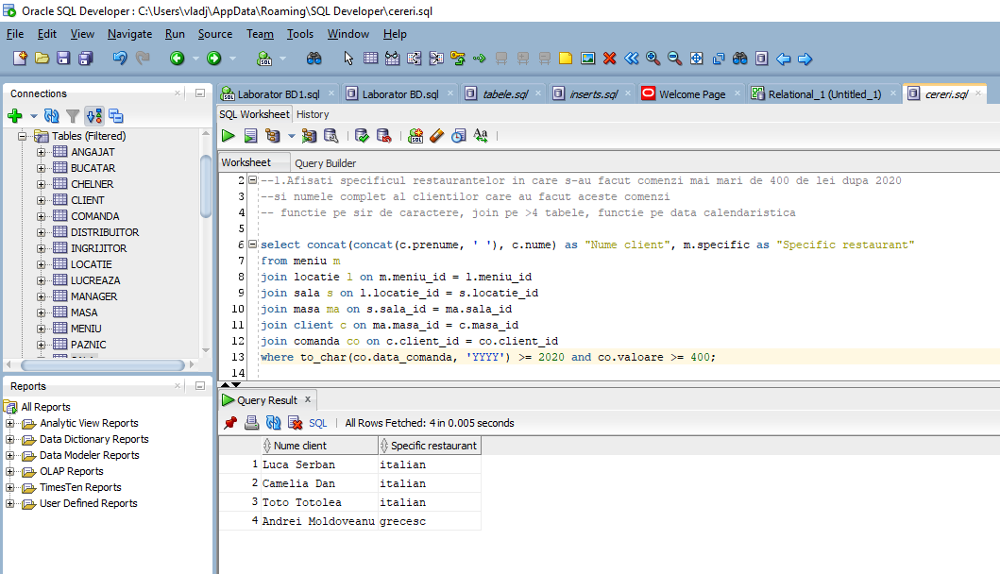 Oracle SQL Developer : C:\Users\vladj\AppData\Roaming\SQL Developer\cereri.sql
File Edit View Navigate Run Source Team Tools Window Help
Connections
Tables (Filtered)
ANGAJAT
BUCATAR
CHELNER
CLIENT
COMANDA
DISTRIBUITOR
INGRIJITOR
LOCATIE
LUCREAZA
MANAGER
MASA
MENIU
PAZNIC
Reports
All Reports
Analytic View Reports
Data Dictionary Reports
Data Modeler Reports
OLAP Reports
TimesTen Reports
User Defined Reports
Laborator BD1.sql Laborator BD.sql tabele.sql inserts.sql Welcome Page Relational_1 (Untitled_1) cereri.sql
SQL Worksheet History
Worksheet Query Builder
2 --1.Afisati specificul restaurantelor in care s-au facut comenzi mai mari de 400 de lei dupa 2020
3 --si numele complet al clientilor care au facut aceste comenzi
4 -- functie pe sir de caractere, join pe >4 tabele, functie pe data calendaristica
5
6 select concat(concat(c.prenume, ' '), c.nume) as "Nume client", m.specific as "Specific restaurant"
7 from meniu m
8 join locatie l on m.meniu_id = l.meniu_id
9 join sala s on l.locatie_id = s.locatie_id
10 join masa ma on s.sala_id = ma.sala_id
11 join client c on ma.masa_id = c.masa_id
12 join comanda co on c.client_id = co.client_id
13 where to_char(co.data_comanda, 'YYYY') >= 2020 and co.valoare >= 400;
14
Query Result
SQL | All Rows Fetched: 4 in 0.005 seconds
Nume client Specific restaurant
1 Luca Serban italian
2 Camelia Dan italian
3 Toto Totolea italian
4 Andrei Moldoveanu grecesc